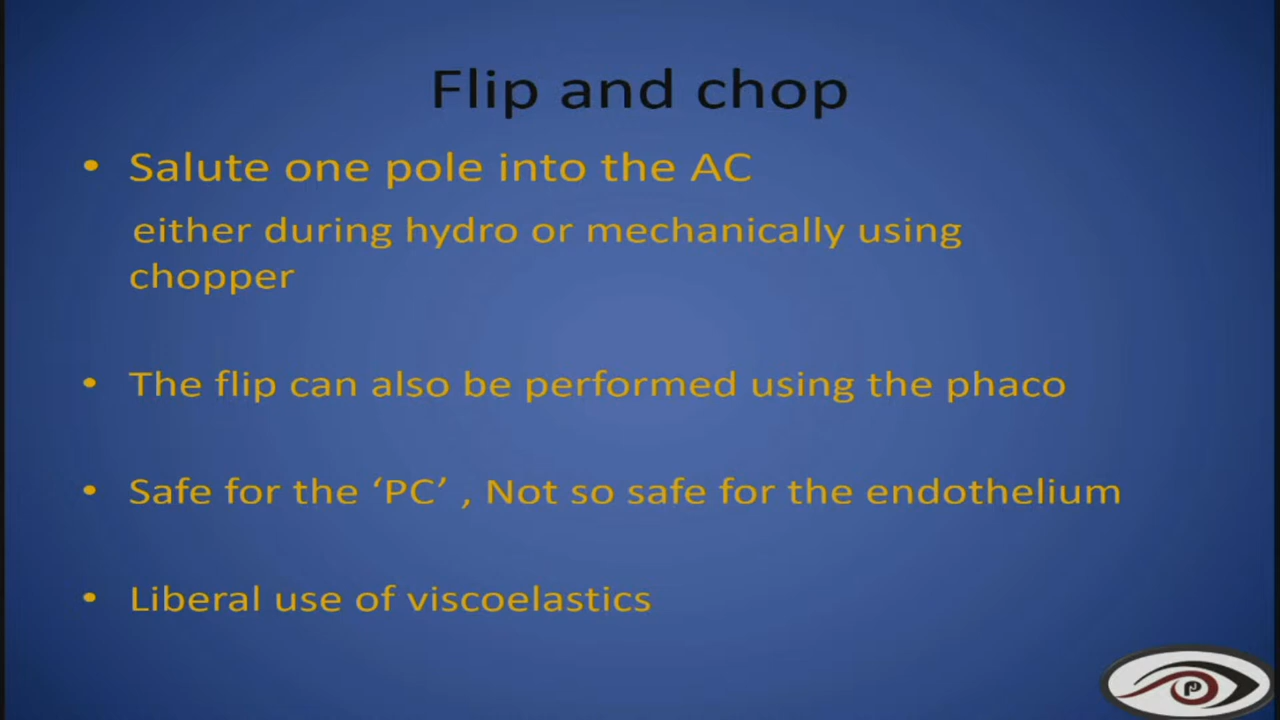 Flip and chop
• Salute one pole into the AC
either during hydro or mechanically using
chopper
• The flip can also be performed using the phaco
• Safe for the ‘PC’ , Not so safe for the endothelium
• Liberal use of viscoelastics